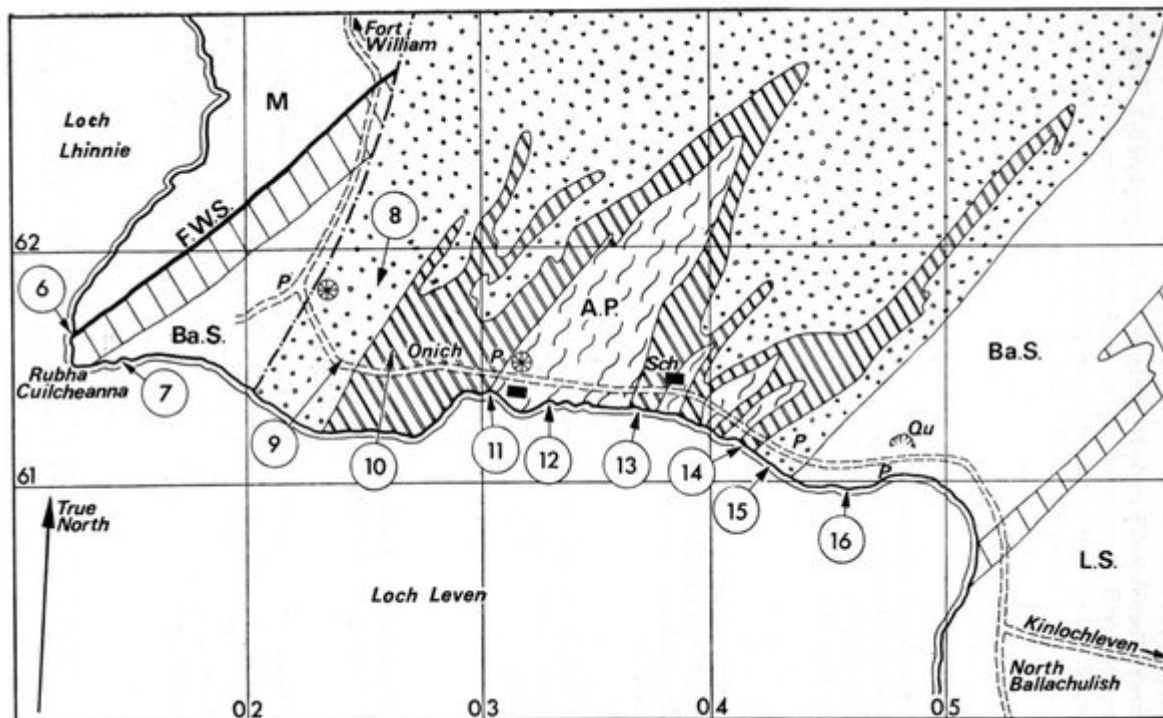 Fort
William
M
Loch
Lhinnie
F.W.S.
8
62
6
P
A.P.
Ba.S.
Onich
P
Sch
Ba.S.
Rubha
Cuilcheanna
7
Qu
P
P
9
10
11
12
13
14
15
16
61
True
North
L.S.
Loch Leven
Kinlochleven
North
Ballachulish
02
03
04
05